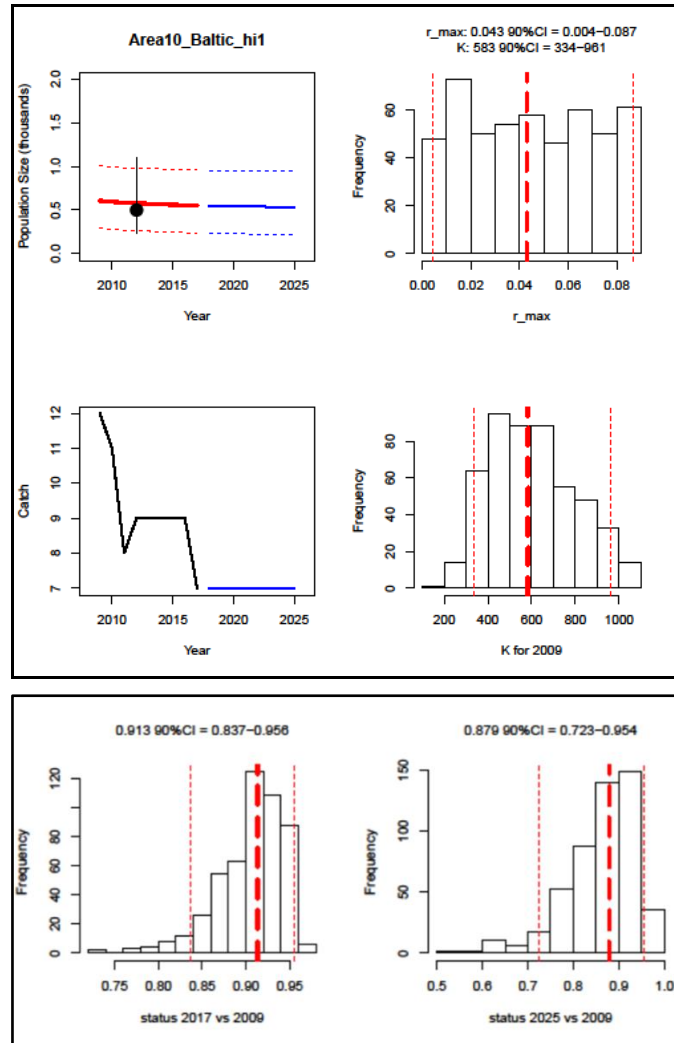 Area10_Baltic_hi1
Population Size (thousands)
0.0 0.5 1.0 1.5 2.0
2010 2015 2020 2025
Year
r_max: 0.043 90%CI = 0.004−0.087
K: 583 90%CI = 334−961
Frequency
0 20 40 60
0.00 0.02 0.04 0.06 0.08
r_max
Catch
7 8 9 10 11 12
2010 2015 2020 2025
Year
Frequency
0 20 40 60 80
200 400 600 800 1000
K for 2009
0.913 90%CI = 0.837−0.956
Frequency
0 20 40 60 80 120
0.75 0.80 0.85 0.90 0.95
status 2017 vs 2009
0.879 90%CI = 0.723−0.954
Frequency
0 50 100 150
0.5 0.6 0.7 0.8 0.9 1.0
status 2025 vs 2009